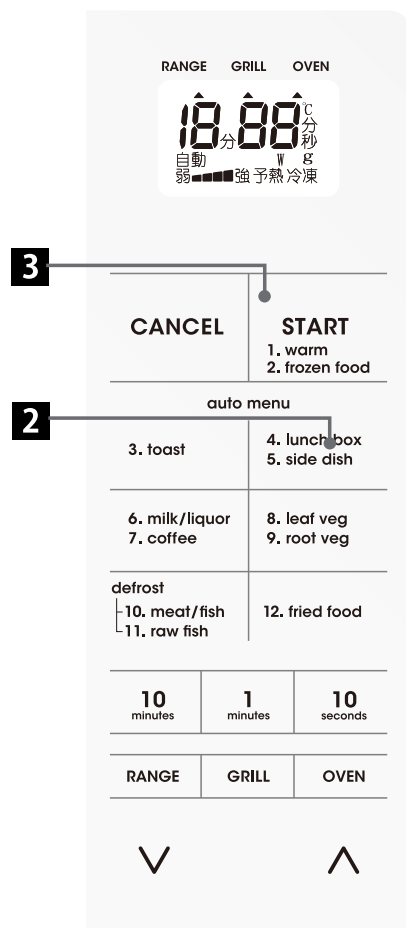 RANGE GRILL OVEN
18分88℃分秒
自動 W g
弱強予熱冷凍
3
CANCEL
START
1. warm
2. frozen food
auto menu
2
3. toast
4. lunch box
5. side dish
6. milk/liquor
7. coffee
8. leaf veg
9. root veg
defrost
10. meat/fish
11. raw fish
12. fried food
10 minutes
1 minutes
10 seconds
RANGE GRILL OVEN